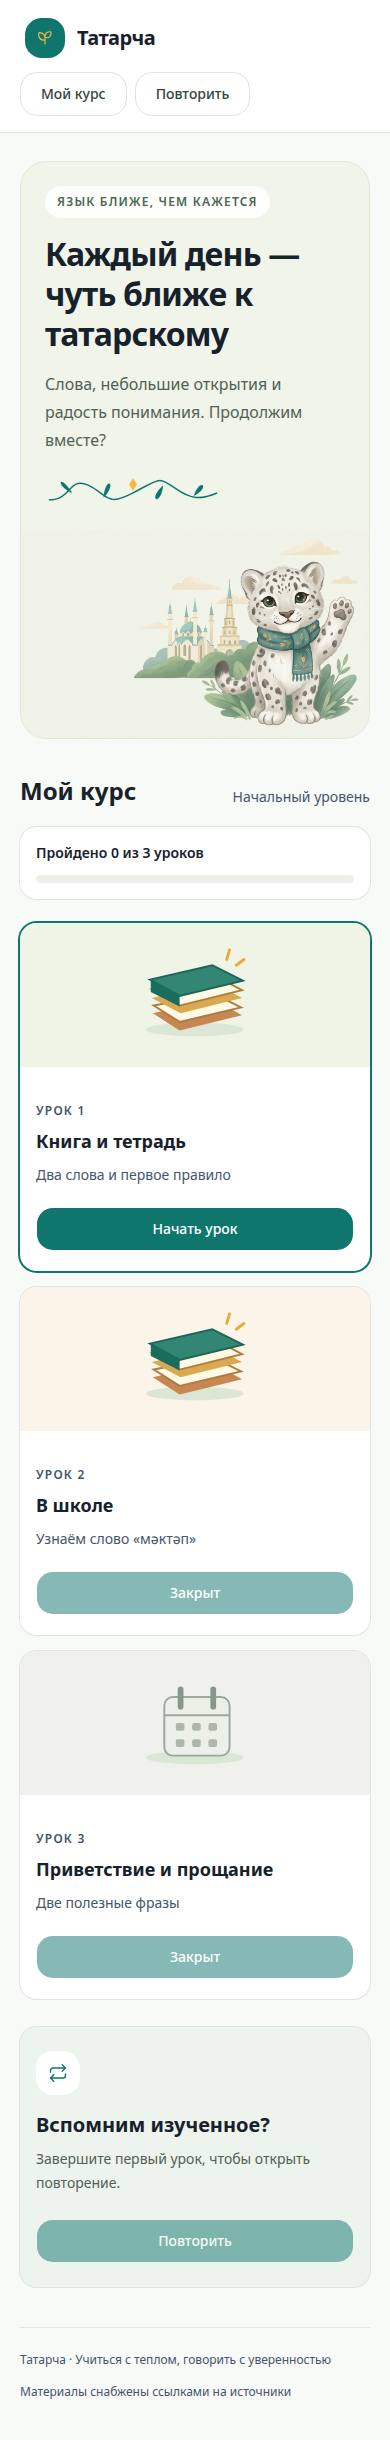 Татарча
Мой курс
Повторить
ЯЗЫК БЛИЖЕ, ЧЕМ КАЖЕТСЯ
Каждый день —
чуть ближе к
татарскому
Слова, небольшие открытия и
радость понимания. Продолжим
вместе?
Мой курс
Начальный уровень
Пройдено 0 из 3 уроков
УРОК 1
Книга и тетрадь
Два слова и первое правило
Начать урок
УРОК 2
В школе
Узнаём слово «мәктәп»
Закрыт
УРОК 3
Приветствие и прощание
Две полезные фразы
Закрыт
Вспомним изученное?
Завершите первый урок, чтобы открыть
повторение.
Повторить
Татарча · Учиться с теплом, говорить с уверенностью
Материалы снабжены ссылками на источники